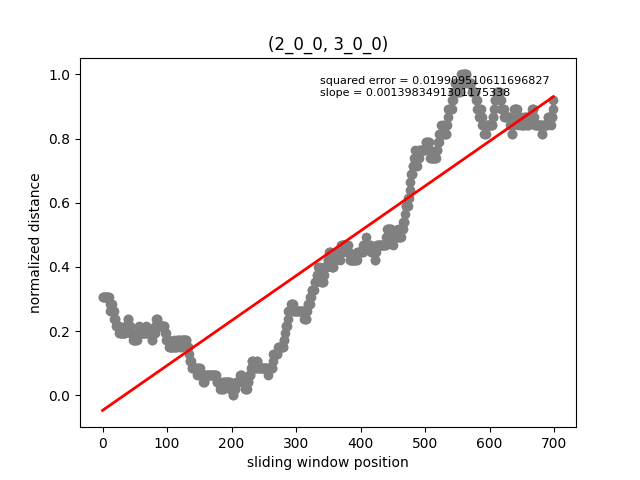 (2_0_0, 3_0_0)
squared error = 0.019909510611696827
slope = 0.0013983491301175338
normalized distance
1.0
0.8
0.6
0.4
0.2
0.0
0 100 200 300 400 500 600 700
sliding window position